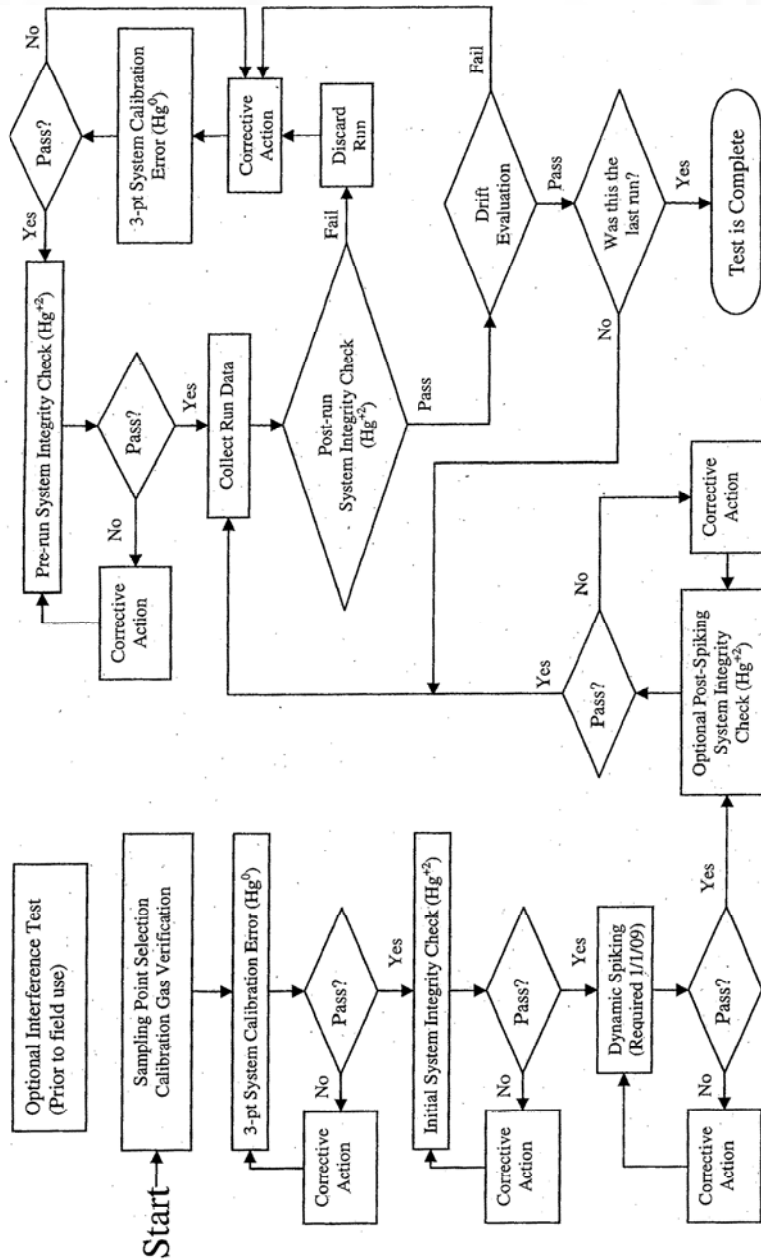 Optional Interference Test
(Prior to field use)
Start
Sampling Point Selection
Calibration Gas Verification
3-pt System Calibration Error (Hg⁰)
Pass?
No
Corrective
Action
Yes
Initial System Integrity Check (Hg⁺²)
Pass?
No
Corrective
Action
Yes
Dynamic Spiking
(Required 1/1/09)
Pass?
No
Corrective
Action
Yes
Optional Post-Spiking
System Integrity
Check (Hg⁺²)
Pass?
No
Corrective
Action
Yes
Pre-run System Integrity Check (Hg⁺²)
Pass?
No
Corrective
Action
Yes
Collect Run Data
Post-run
System Integrity Check
(Hg⁺²)
Fail
Discard
Run
Corrective
Action
3-pt System Calibration
Error (Hg⁰)
Pass?
No
Yes
Pass
Drift
Evaluation
Fail
Pass
Was this the
last run?
No
Yes
Test is Complete